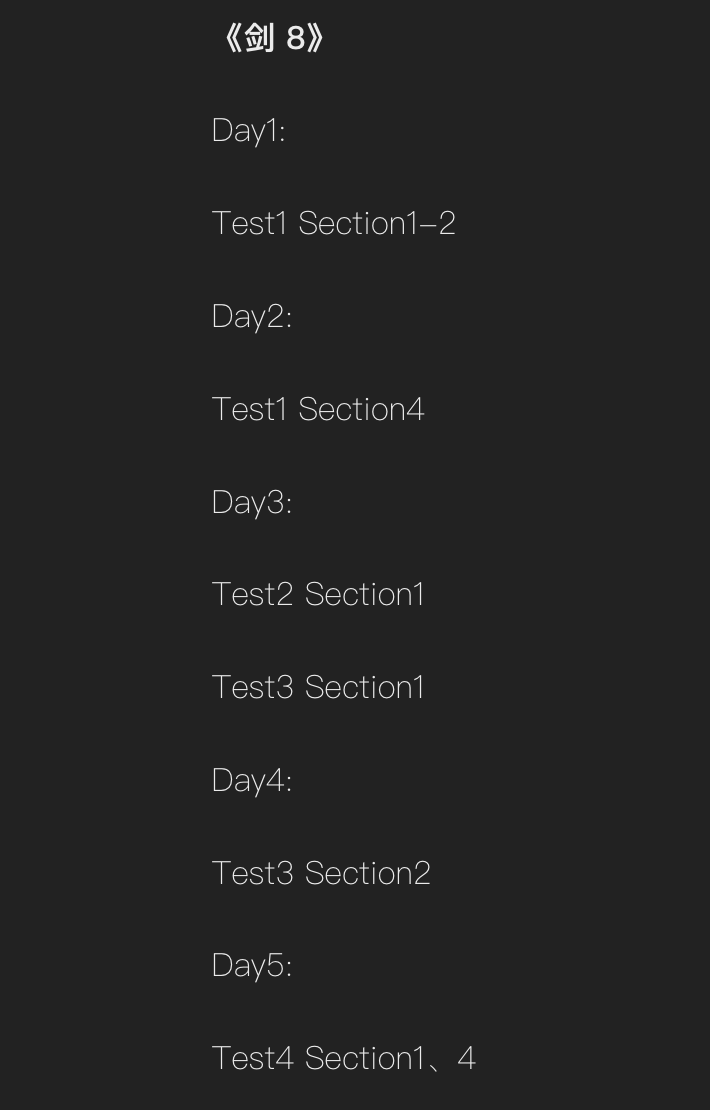 《剑 8》
Day1:
Test1 Section1–2
Day2:
Test1 Section4
Day3:
Test2 Section1
Test3 Section1
Day4:
Test3 Section2
Day5:
Test4 Section1、4